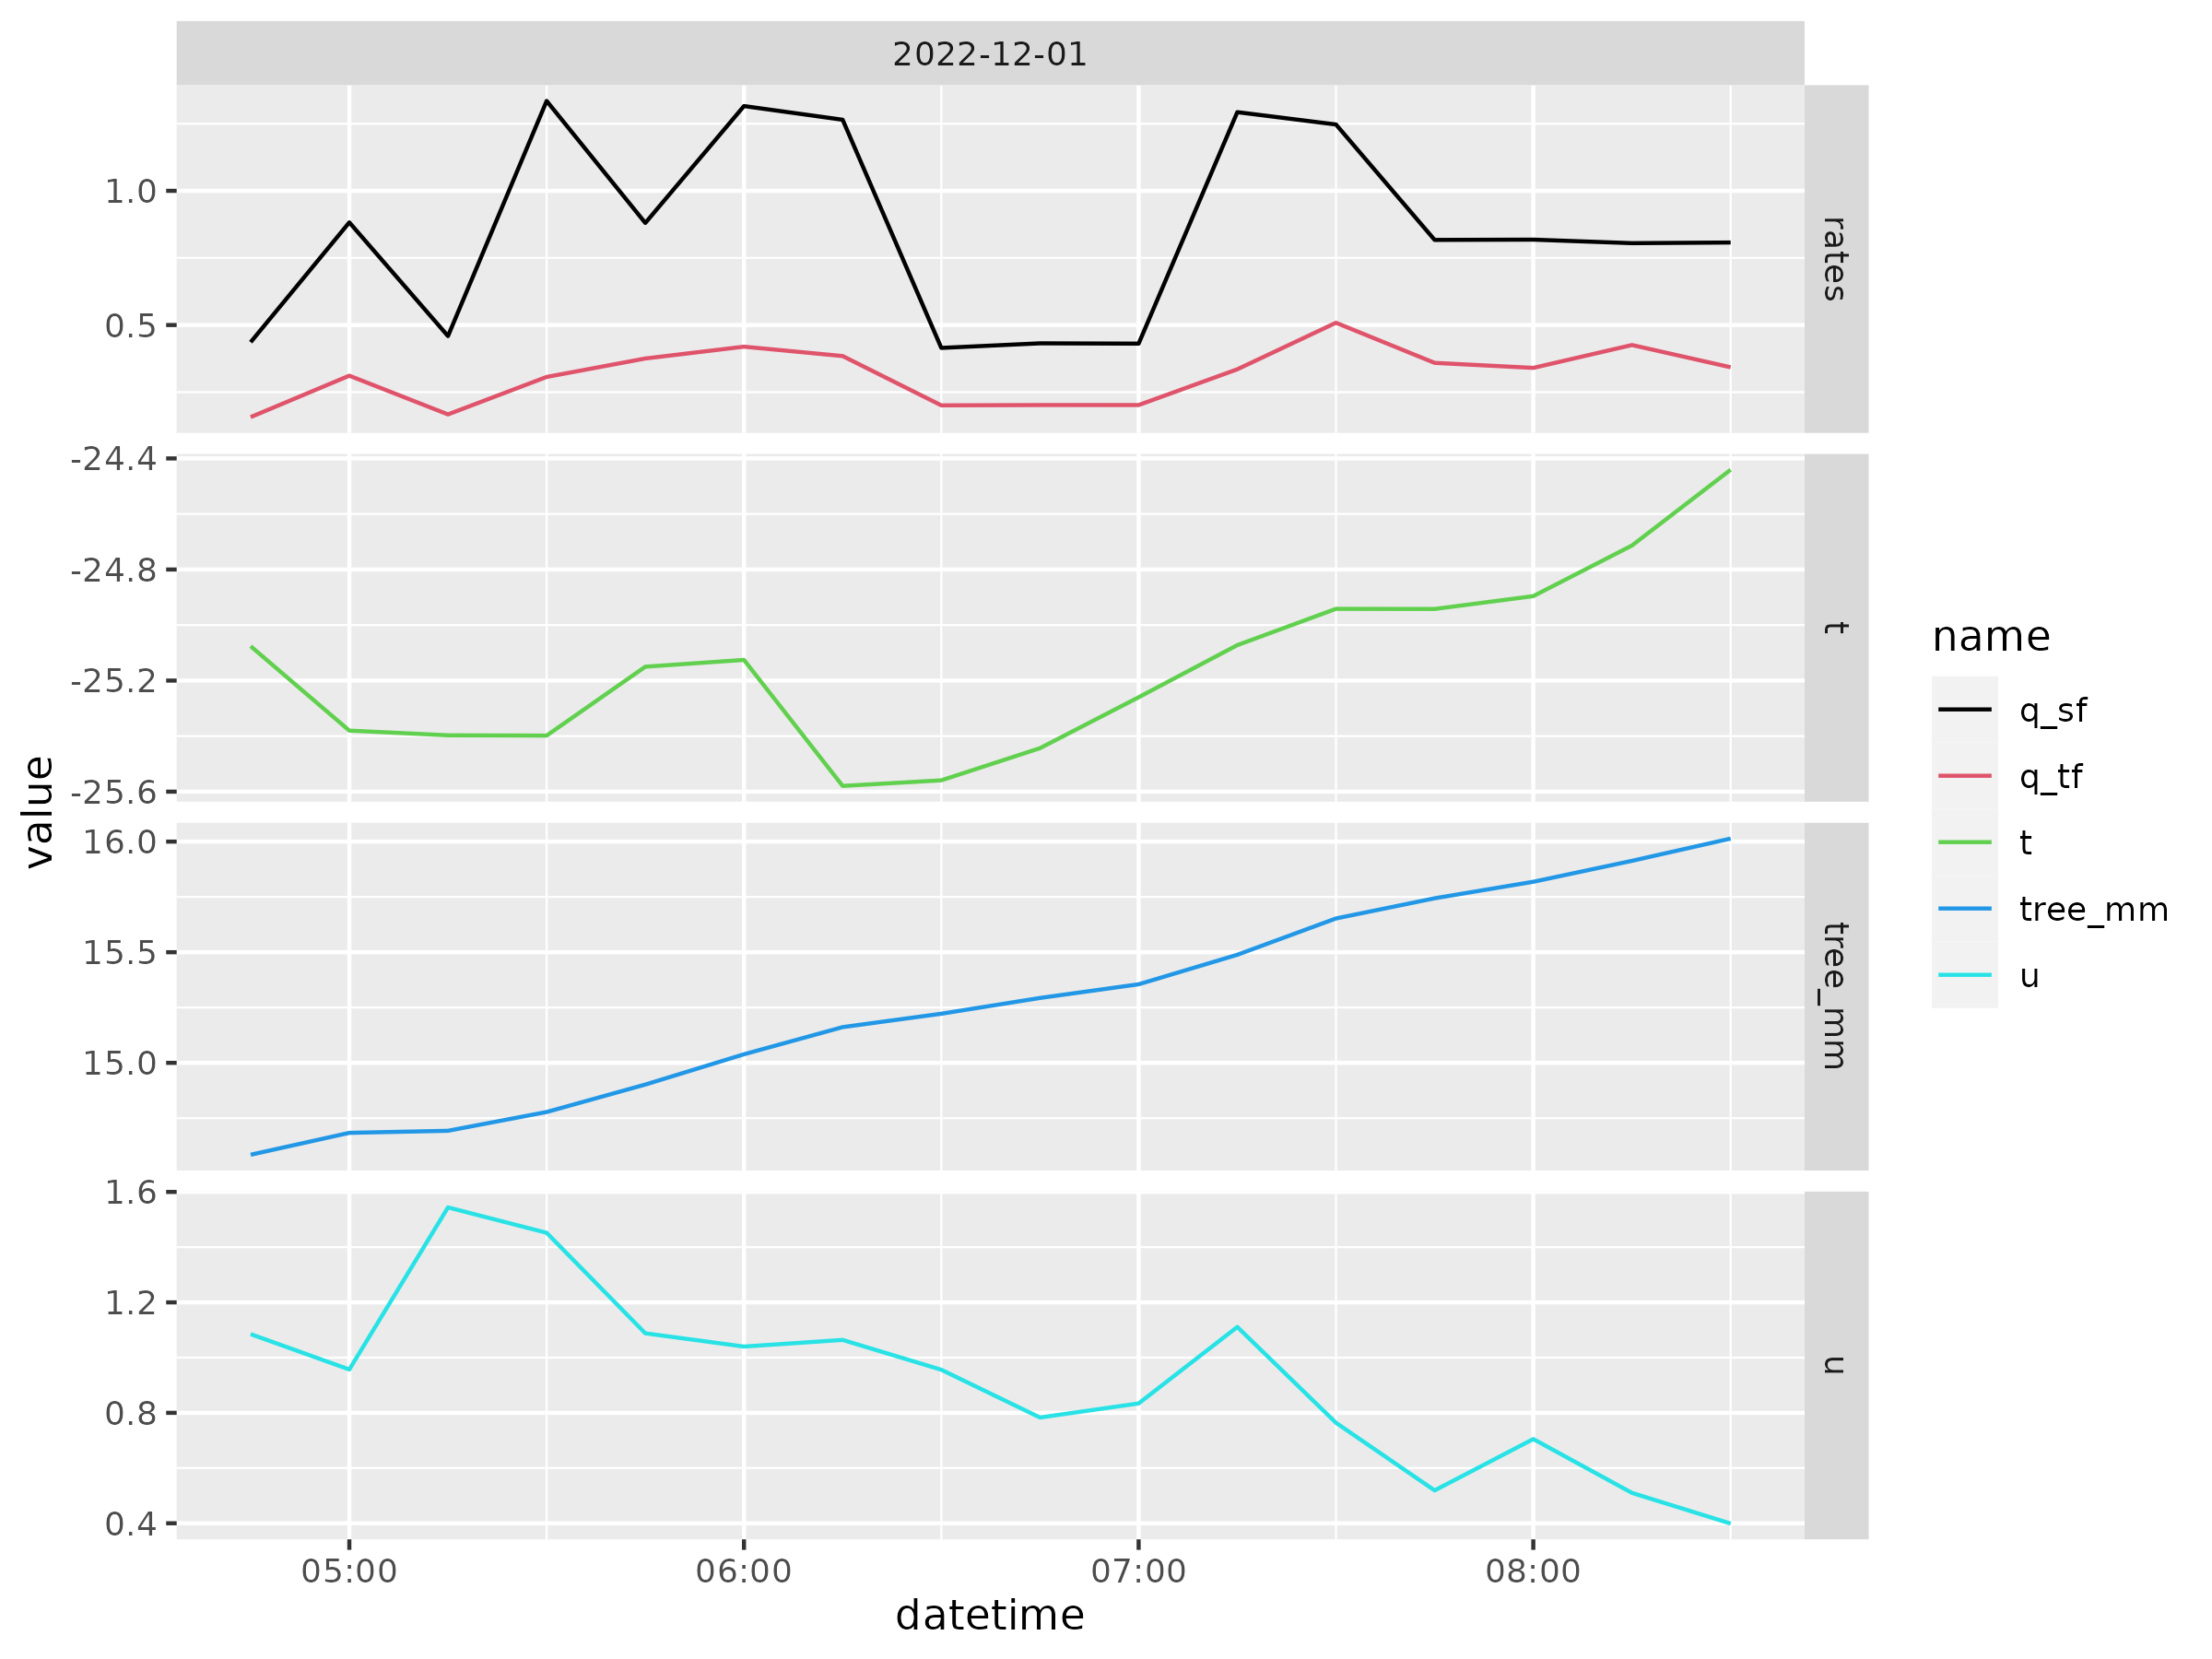 2022-12-01
1.0
0.5
rates
-24.4
-24.8
-25.2
-25.6
t
16.0
15.5
15.0
tree_mm
1.6
1.2
0.8
0.4
u
value
05:00 06:00 07:00 08:00
datetime
name
q_sf
q_tf
t
tree_mm
u